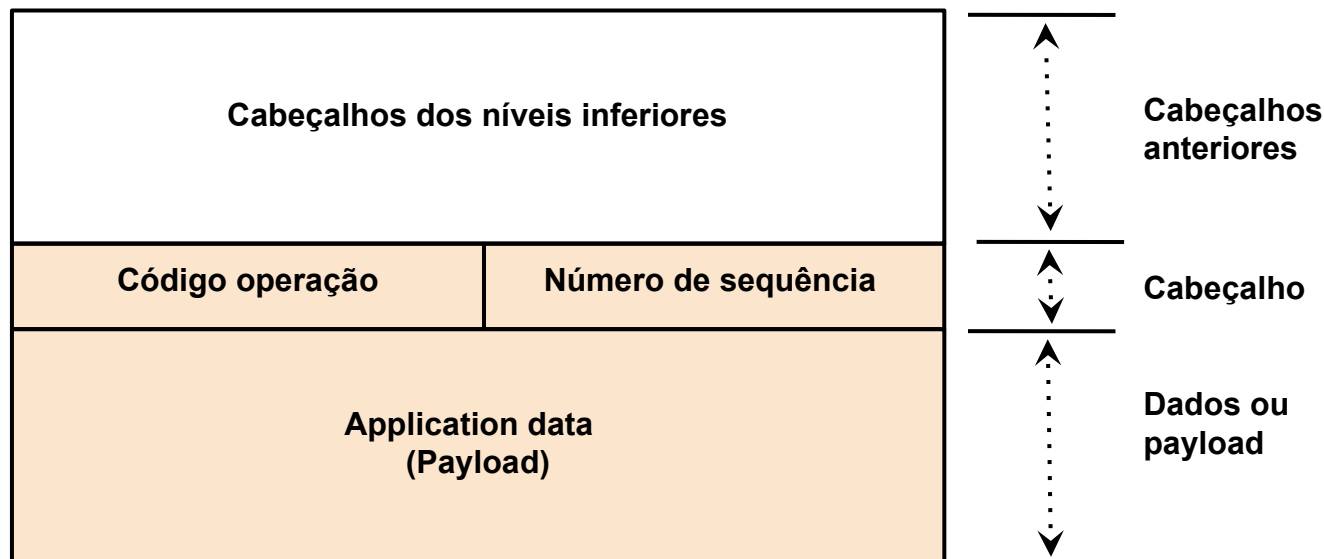 Cabeçalhos dos níveis inferiores
Cabeçalhos
anteriores
Código operação
Número de sequência
Cabeçalho
Application data
(Payload)
Dados ou
payload